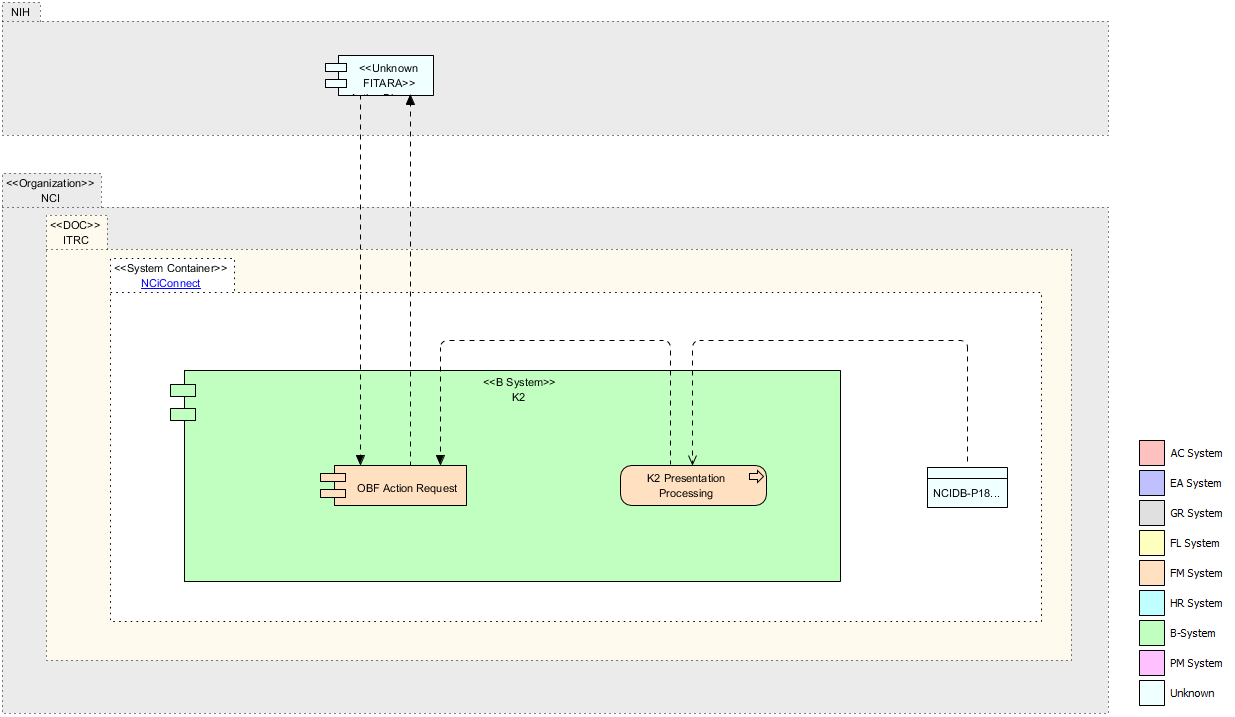 NIH
<<Unknown
FITARA>>
<<Organization>>
NCI
<<DOC>>
ITRC
<<System Container>>
NCiConnect
<<B System>>
K2
OBF Action Request
K2 Presentation
Processing
NCIDB-P18...
AC System
EA System
GR System
FL System
FM System
HR System
B-System
PM System
Unknown